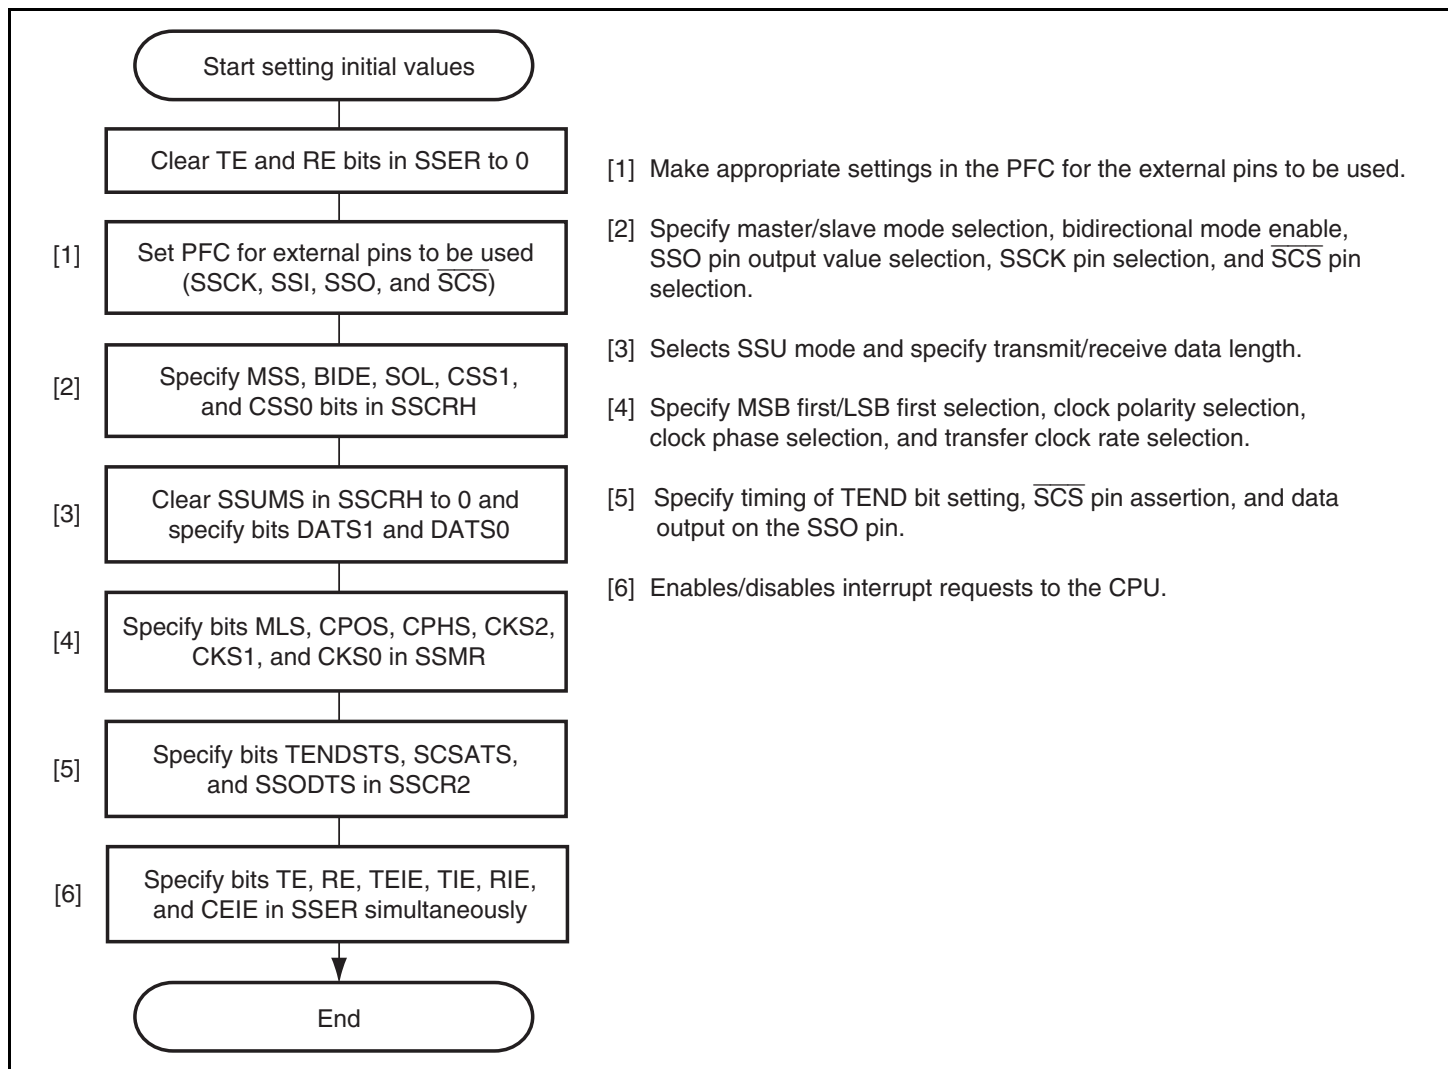 Start setting initial values
Clear TE and RE bits in SSER to 0
[1]
Set PFC for external pins to be used
(SSCK, SSI, SSO, and S̅C̅S̅)
[2]
Specify MSS, BIDE, SOL, CSS1,
and CSS0 bits in SSCRH
[3]
Clear SSUMS in SSCRH to 0 and
specify bits DATS1 and DATS0
[4]
Specify bits MLS, CPOS, CPHS, CKS2,
CKS1, and CKS0 in SSMR
[5]
Specify bits TENDSTS, SCSATS,
and SSODTS in SSCR2
[6]
Specify bits TE, RE, TEIE, TIE, RIE,
and CEIE in SSER simultaneously
End
[1] Make appropriate settings in the PFC for the external pins to be used.
[2] Specify master/slave mode selection, bidirectional mode enable,
SSO pin output value selection, SSCK pin selection, and S̅C̅S̅ pin
selection.
[3] Selects SSU mode and specify transmit/receive data length.
[4] Specify MSB first/LSB first selection, clock polarity selection,
clock phase selection, and transfer clock rate selection.
[5] Specify timing of TEND bit setting, S̅C̅S̅ pin assertion, and data
output on the SSO pin.
[6] Enables/disables interrupt requests to the CPU.